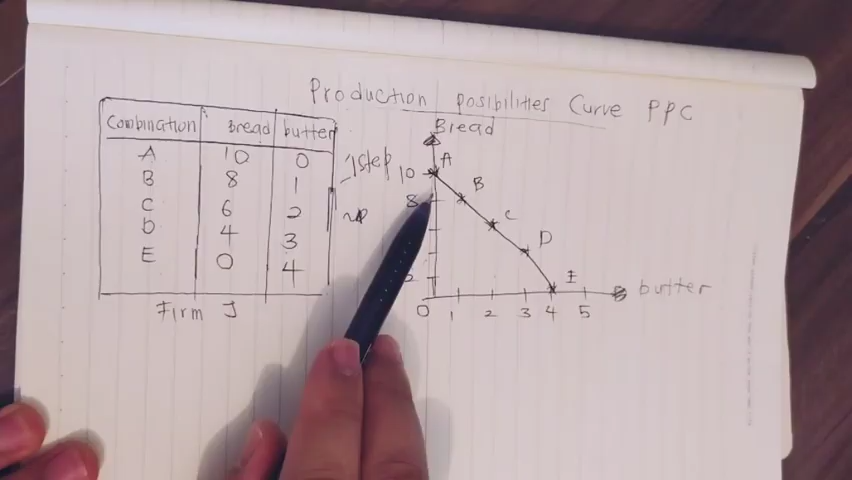 Production posibilities Curve PPC
Combination Bread butter
A 10 0
B 8 1
C 6 2
D 4 3
E 0 4
Firm J
1step
Bread
10
8
2
A
B
C
D
E
butter
0 1 2 3 4 5